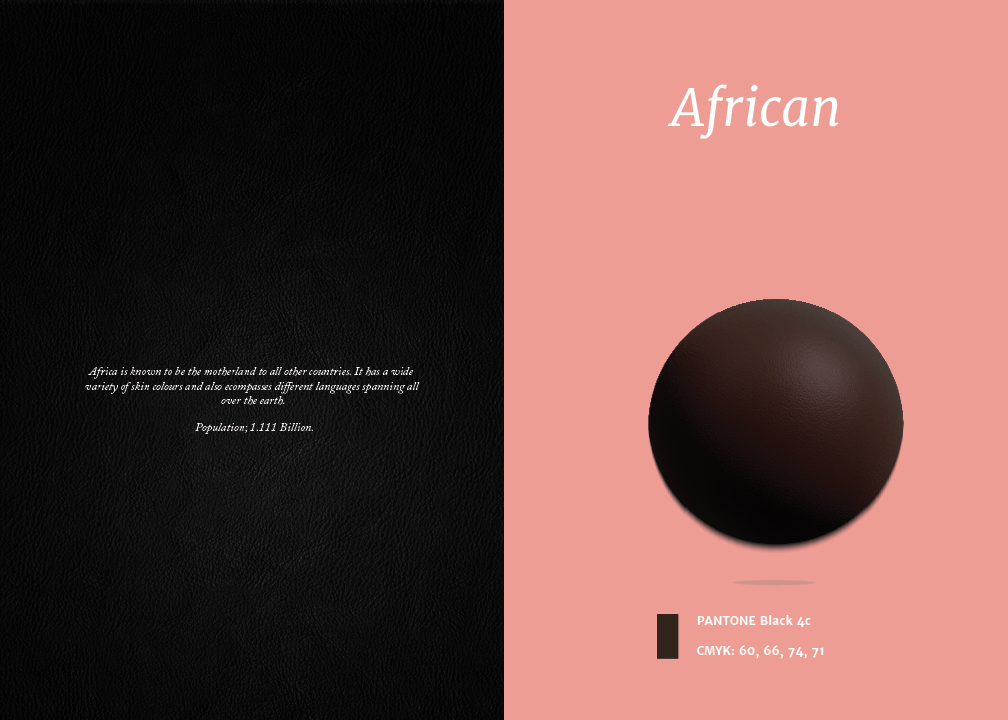 Africa is known to be the motherland to all other countries. It has a wide
variety of skin colours and also ecompasses different languages spanning all
over the earth.
Population; 1.111 Billion.
African
PANTONE Black 4c
CMYK: 60, 66, 74, 71